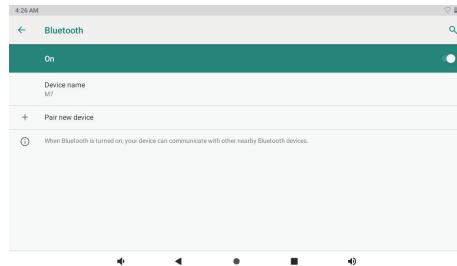 4:26 AM
Bluetooth
On
Device name
M7
Pair new device
When Bluetooth is turned on, your device can communicate with other nearby Bluetooth devices.